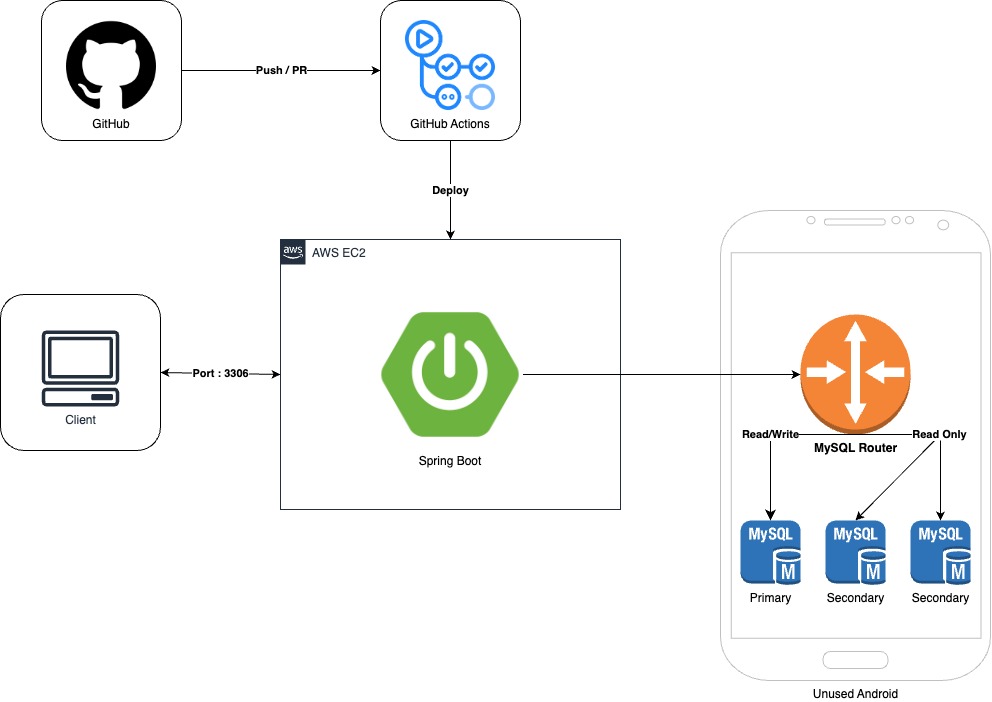 GitHub
Push / PR
GitHub Actions
Deploy
aws
AWS EC2
Client
Port : 3306
Spring Boot
Read/Write
Read Only
MySQL Router
MySQL
M
MySQL
M
MySQL
M
Primary
Secondary
Secondary
Unused Android